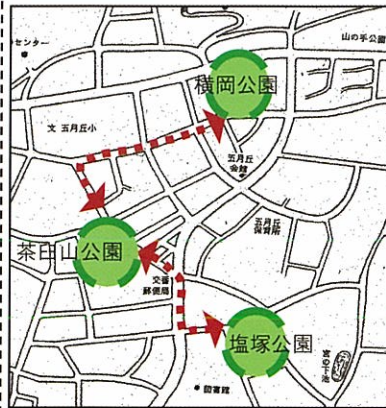 センター
山の手公園
横岡公園
文 五月丘小
五月丘
会館
五月丘
保育所
茶臼山公園
交番
郵便局
塩塚公園
宮の下池
図書館